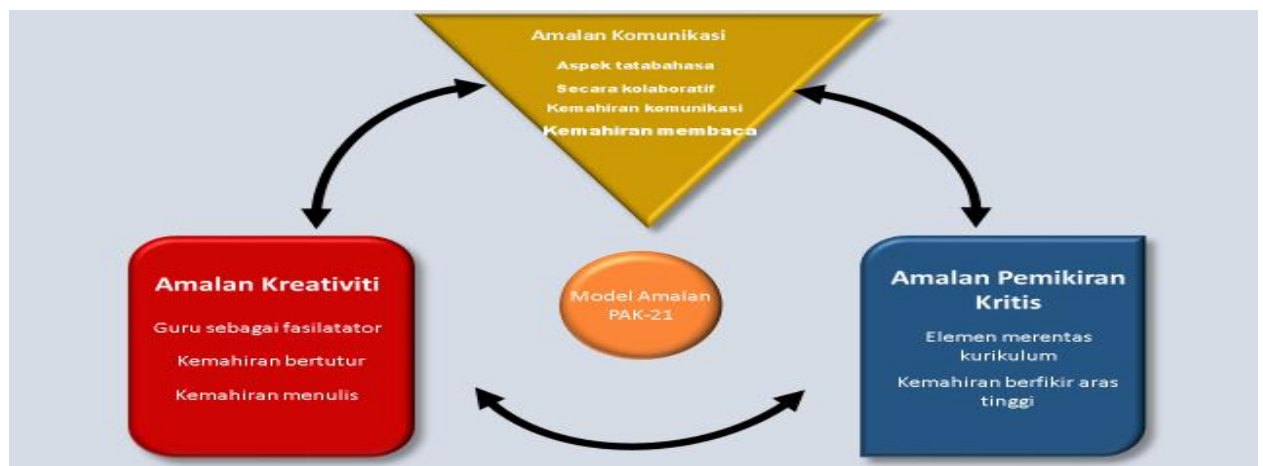 Amalan Komunikasi
Aspek tatabahasa
Secara kolaboratif
Kemahiran komunikasi
Kemahiran membaca
Amalan Kreativiti
Guru sebagai fasilatator
Kemahiran bertutur
Kemahiran menulis
Model Amalan
PAK-21
Amalan Pemikiran
Kritis
Elemen merentas
kurikulum
Kemahiran berfikir aras
tinggi